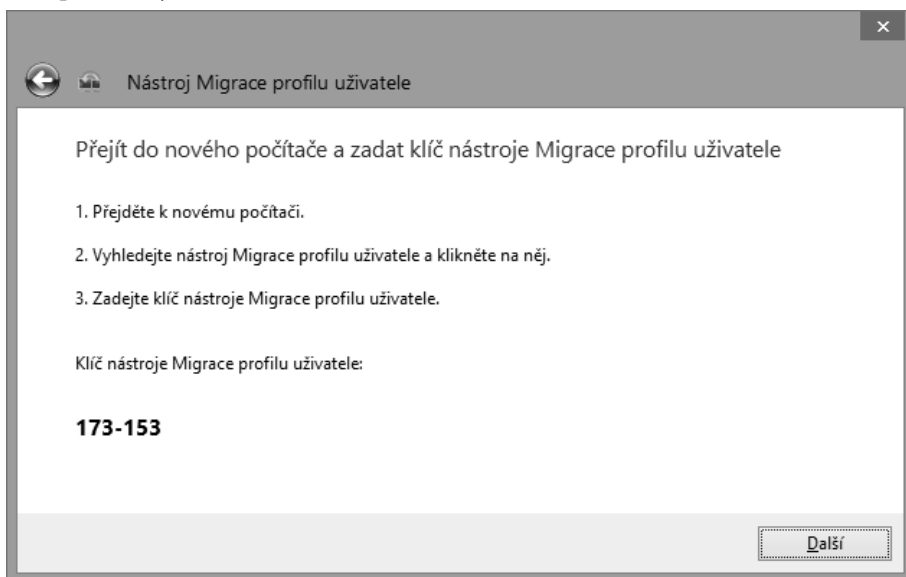 Nástroj Migrace profilu uživatele
Přejít do nového počítače a zadat klíč nástroje Migrace profilu uživatele
1. Přejděte k novému počítači.
2. Vyhledejte nástroj Migrace profilu uživatele a klikněte na něj.
3. Zadejte klíč nástroje Migrace profilu uživatele.
Klíč nástroje Migrace profilu uživatele:
173-153
Další